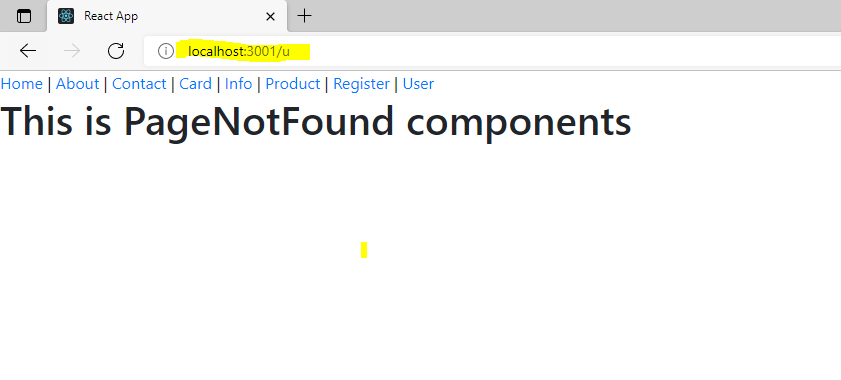 React App
localhost:3001/u
Home | About | Contact | Card | Info | Product | Register | User
This is PageNotFound components